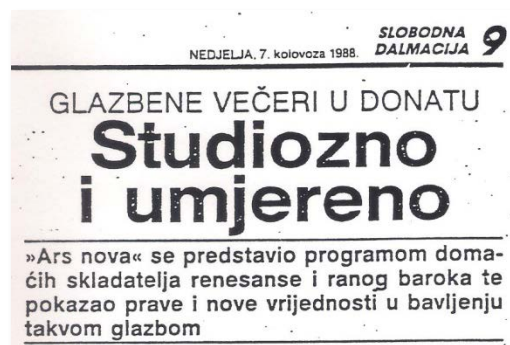 SLOBODNA
NEDJELJA, 7. kolovoza 1988. DALMACIJA 9
GLAZBENE VEČERI U DONATU
Studiozno
i umjereno
»Ars nova« se predstavio programom doma-
ćih skladatelja renesanse i ranog baroka te
pokazao prave i nove vrijednosti u bavljenju
takvom glazbom